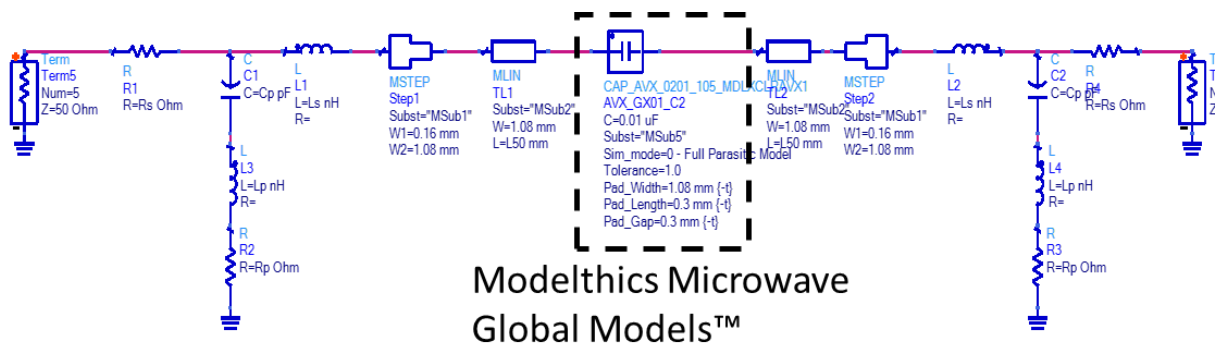 Term
Term5
Num=5
Z=50 Ohm
R
R1
R=Rs Ohm
C
C1
C=Cp pF
L
L1
L=Ls nH
R=
L
L3
L=Lp nH
R=
R
R2
R=Rp Ohm
MSTEP
Step1
Subst="MSub1"
W1=0.16 mm
W2=1.08 mm
MLIN
TL1
Subst="MSub2"
W=1.08 mm
L=L50 mm
AVX_GX01_C2
C=0.01 uF
Subst="MSub5"
Sim_mode=0 - Full Parasitic Model
Tolerance=1.0
Pad_Width=1.08 mm {-t}
Pad_Length=0.3 mm {-t}
Pad_Gap=0.3 mm {-t}
MLIN
TL2
Subst="MSub2"
W=1.08 mm
L=L50 mm
MSTEP
Step2
Subst="MSub1"
W1=0.16 mm
W2=1.08 mm
L
L2
L=Ls nH
R=
C
C2
C=Cp pF
L
L4
L=Lp nH
R=
R
R3
R=Rp Ohm
R
R4
R=Rs Ohm
Modelthics Microwave
Global Models™